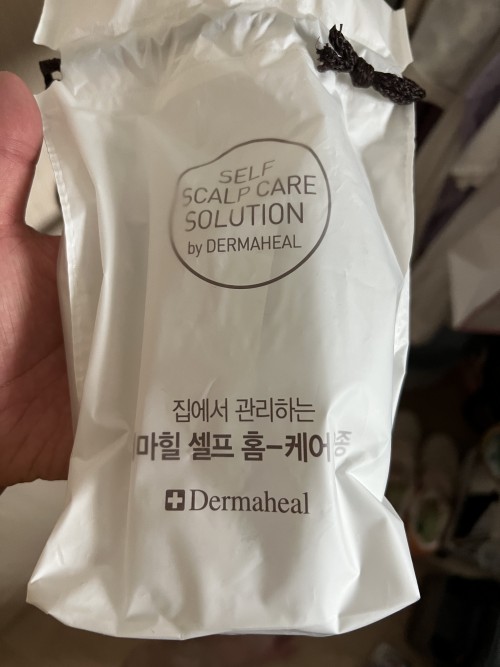 SELF
SCALP CARE
SOLUTION
by DERMAHEAL
집에서 관리하는
마힐 셀프 홈-케어
Dermaheal